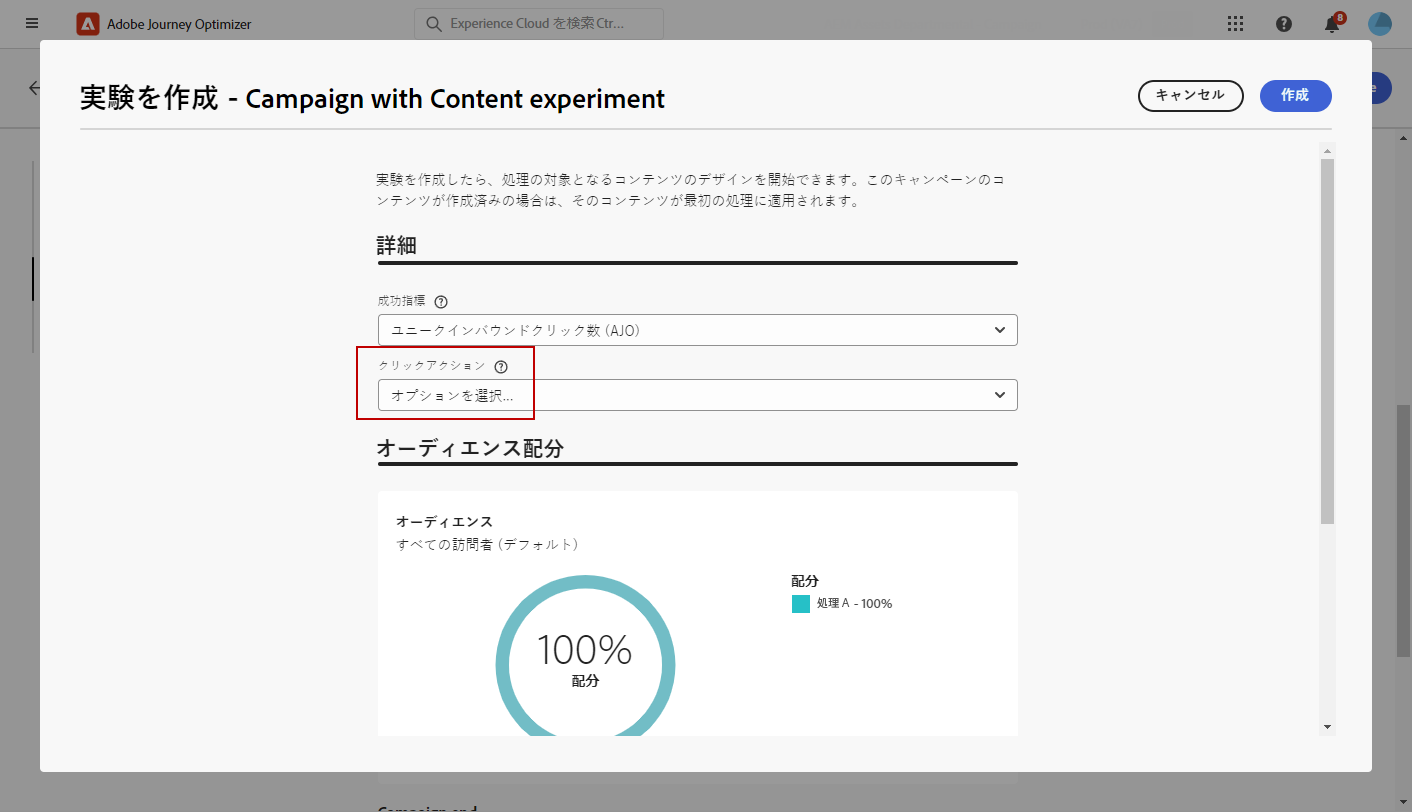 Adobe Journey Optimizer
Experience Cloud を検索 Ctr...
8
実験を作成 - Campaign with Content experiment
キャンセル
作成
e
実験を作成したら、処理の対象となるコンテンツのデザインを開始できます。このキャンペーンのコ
ンテンツが作成済みの場合は、そのコンテンツが最初の処理に適用されます。
詳細
成功指標
ユニークインバウンドクリック数 (AJO)
クリックアクション
オプションを選択...
オーディエンス配分
オーディエンス
すべての訪問者 (デフォルト)
100%
配分
配分
処理 A - 100%
Campaign end